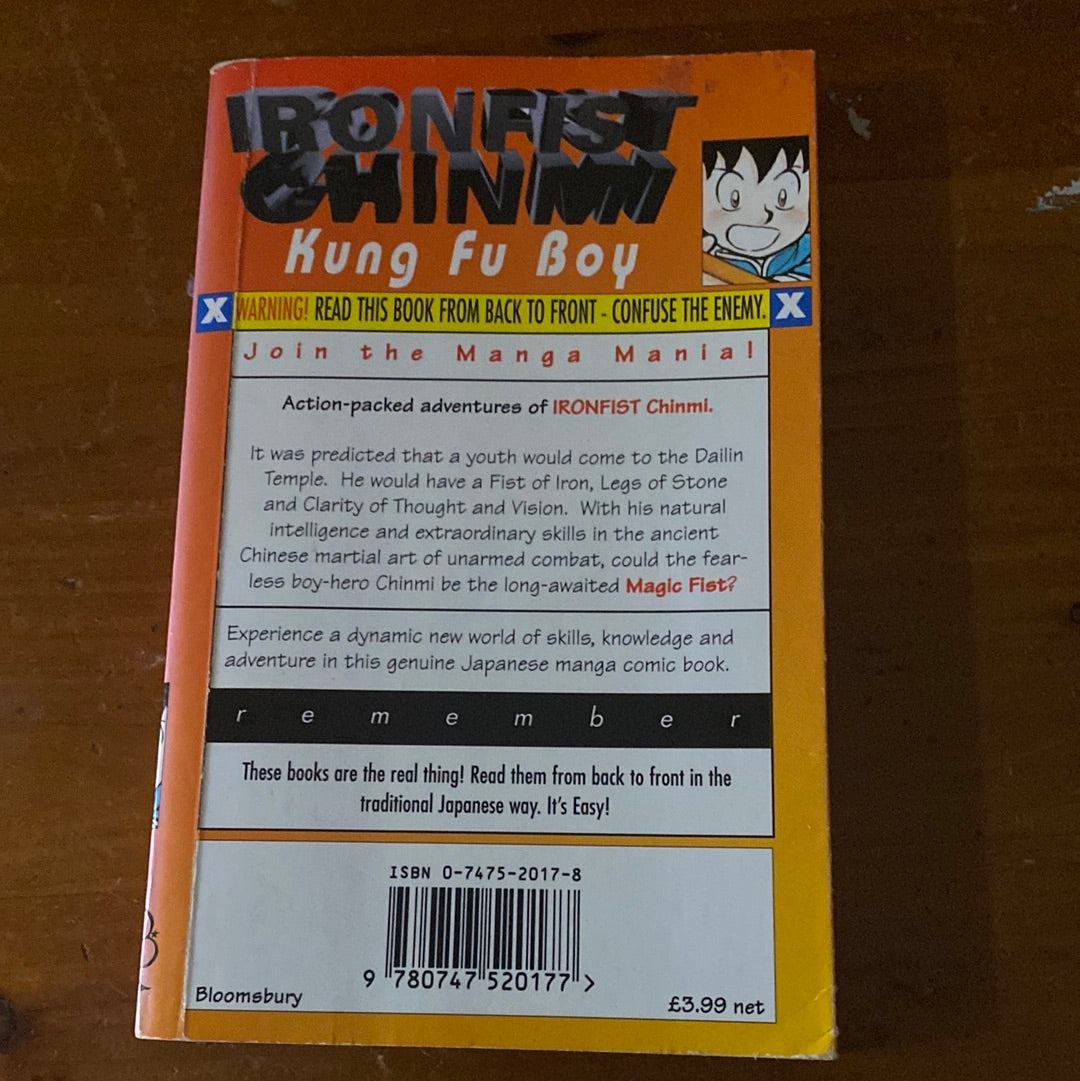 IRONFIST
CHINMI
Kung Fu Boy
X WARNING! READ THIS BOOK FROM BACK TO FRONT - CONFUSE THE ENEMY. X
Join the Manga Mania!
Action-packed adventures of IRONFIST Chinmi.
It was predicted that a youth would come to the Dailin
Temple. He would have a Fist of Iron, Legs of Stone
and Clarity of Thought and Vision. With his natural
intelligence and extraordinary skills in the ancient
Chinese martial art of unarmed combat, could the fear-
less boy-hero Chinmi be the long-awaited Magic Fist?
Experience a dynamic new world of skills, knowledge and
adventure in this genuine Japanese manga comic book.
remember
These books are the real thing! Read them from back to front in the
traditional Japanese way. It's Easy!
ISBN 0-7475-2017-8
9 780747 520177 >
Bloomsbury
£3.99 net